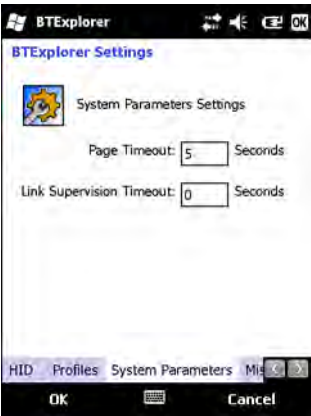 BTExplorer OK
BTExplorer Settings
System Parameters Settings
Page Timeout: 5 Seconds
Link Supervision Timeout: 0 Seconds
HID Profiles System Parameters Mis
OK Cancel